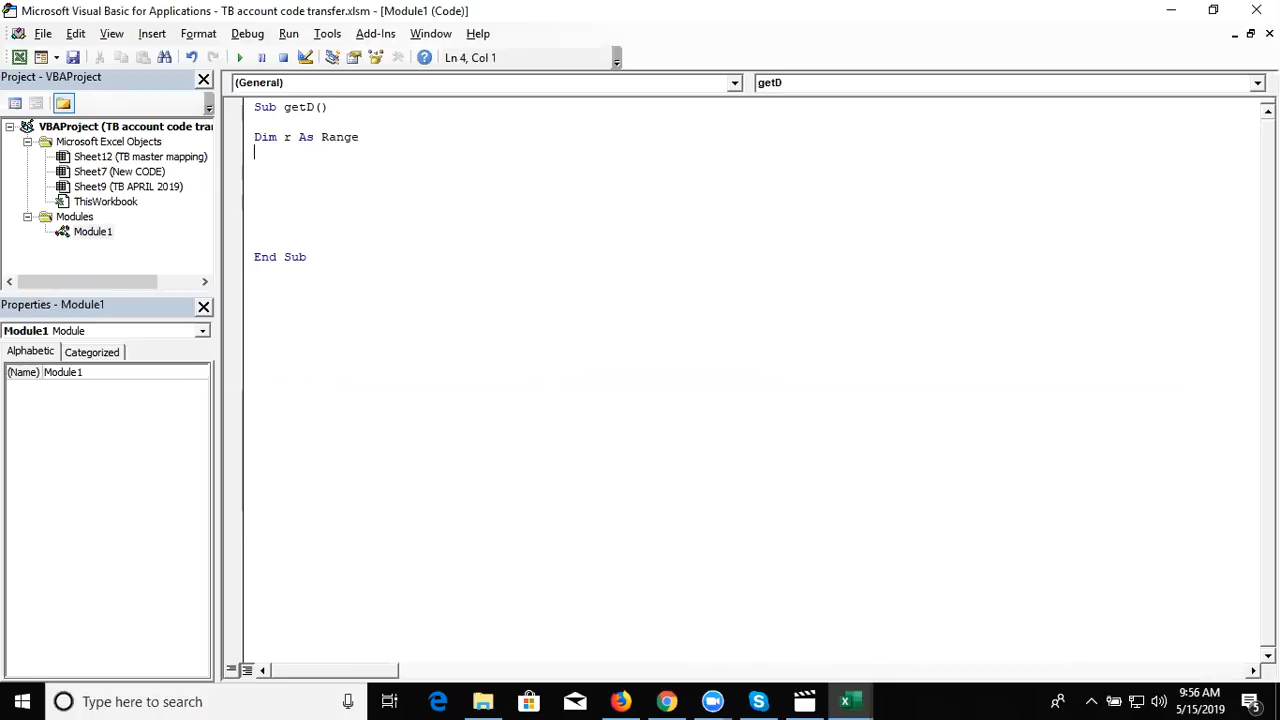 Microsoft Visual Basic for Applications - TB account code transfer.xlsm - [Module1 (Code)]
File Edit View Insert Format Debug Run Tools Add-Ins Window Help
Ln 4, Col 1
Project - VBAProject
(General)
getD
VBAProject (TB account code tra
Microsoft Excel Objects
Sheet12 (TB master mapping)
Sheet7 (New CODE)
Sheet9 (TB APRIL 2019)
ThisWorkbook
Modules
Module1
Sub getD()
Dim r As Range
End Sub
Properties - Module1
Module1 Module
Alphabetic Categorized
(Name) Module1
Type here to search
9:56 AM
5/15/2019
5